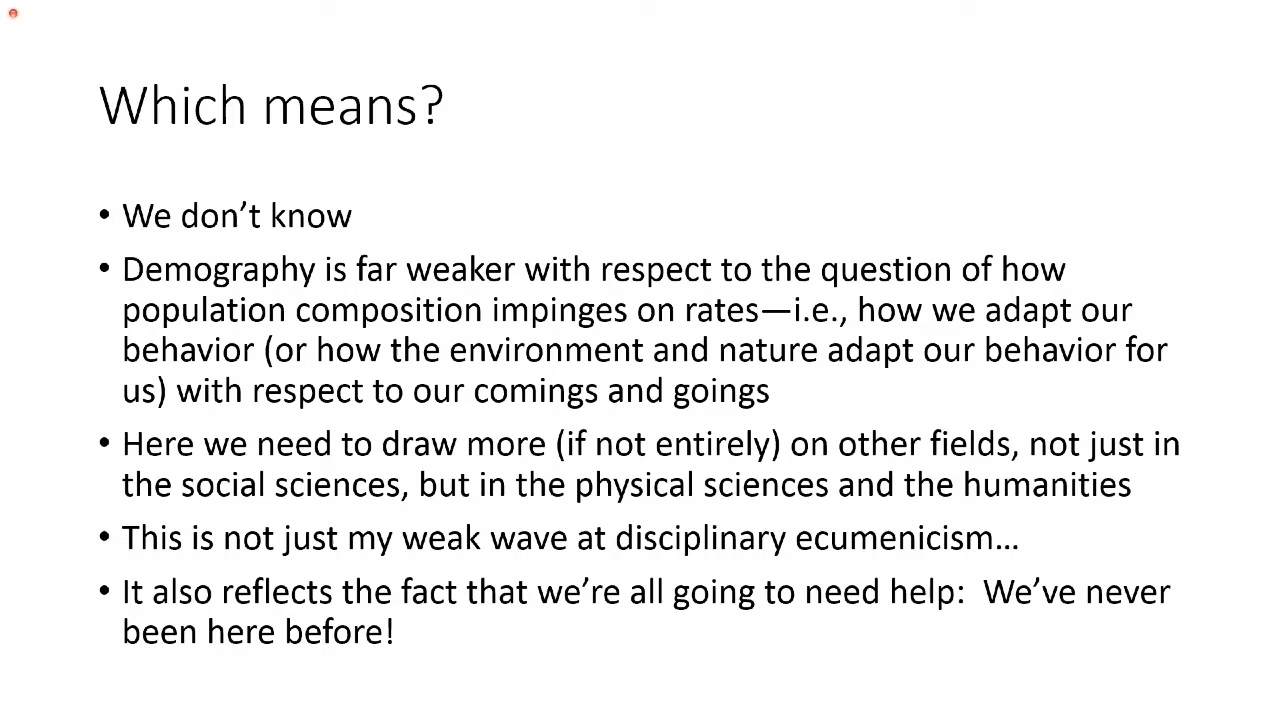 Which means?
• We don’t know
• Demography is far weaker with respect to the question of how
population composition impinges on rates—i.e., how we adapt our
behavior (or how the environment and nature adapt our behavior for
us) with respect to our comings and goings
• Here we need to draw more (if not entirely) on other fields, not just in
the social sciences, but in the physical sciences and the humanities
• This is not just my weak wave at disciplinary ecumenicism…
• It also reflects the fact that we’re all going to need help:  We’ve never
been here before!